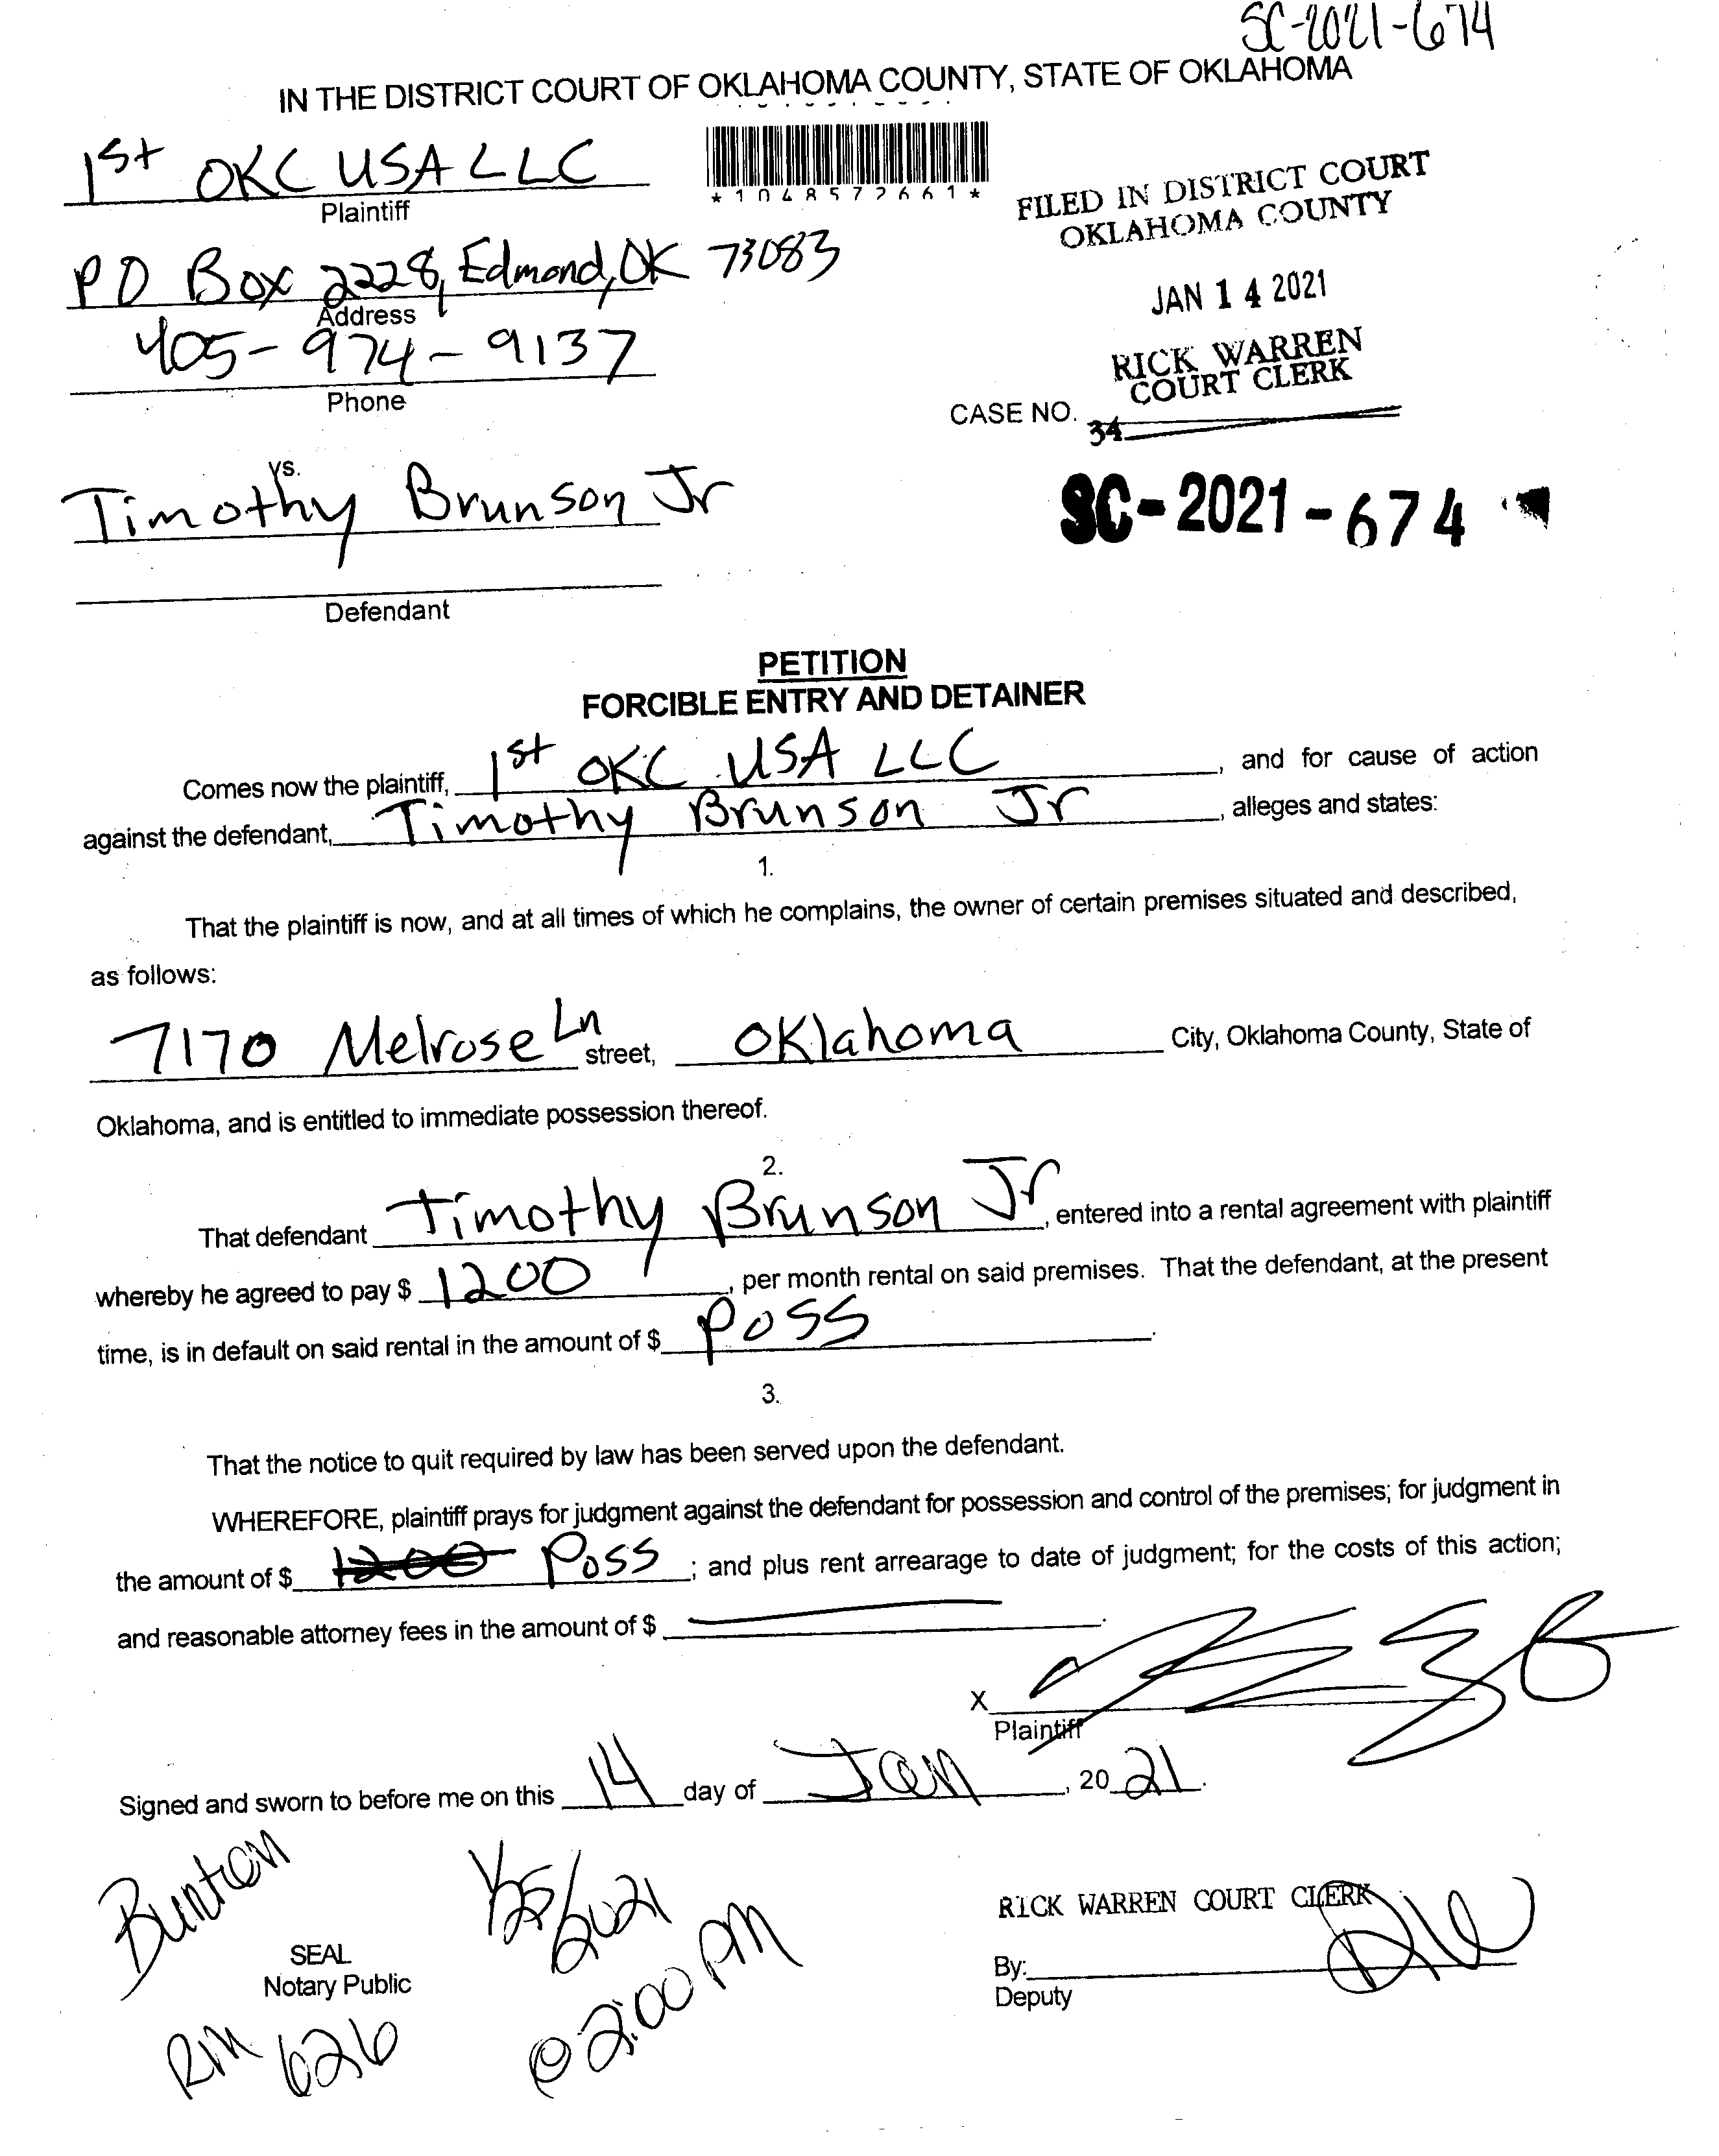 SC-2021-674
IN THE DISTRICT COURT OF OKLAHOMA COUNTY, STATE OF OKLAHOMA
1st OKC USA LLC
Plaintiff
*1048572661*
FILED IN DISTRICT COURT
OKLAHOMA COUNTY
PO Box 2228, Edmond, OK 73083
Address
JAN 14 2021
405-974-9137
Phone
RICK WARREN
COURT CLERK
CASE NO.
34
vs.
Timothy Brunson Jr
SC-2021-674
Defendant
PETITION
FORCIBLE ENTRY AND DETAINER
Comes now the plaintiff, 1st OKC USA LLC, and for cause of action
against the defendant, Timothy Brunson Jr, alleges and states:
1.
That the plaintiff is now, and at all times of which he complains, the owner of certain premises situated and described,
as follows:
7170 Melrose Ln street, Oklahoma City, Oklahoma County, State of
Oklahoma, and is entitled to immediate possession thereof.
2.
That defendant Timothy Brunson Jr, entered into a rental agreement with plaintiff
whereby he agreed to pay $ 1200, per month rental on said premises. That the defendant, at the present
time, is in default on said rental in the amount of $ Poss.
3.
That the notice to quit required by law has been served upon the defendant.
WHEREFORE, plaintiff prays for judgment against the defendant for possession and control of the premises; for judgment in
the amount of $ 1200 Poss; and plus rent arrearage to date of judgment; for the costs of this action;
and reasonable attorney fees in the amount of $ .
X
Plaintiff
Signed and sworn to before me on this 14 day of Jan, 2021.
Burton
1/25/2021
@ 2:00 PM
RICK WARREN COURT CLERK
SEAL
Notary Public
By:
Deputy
RM 626